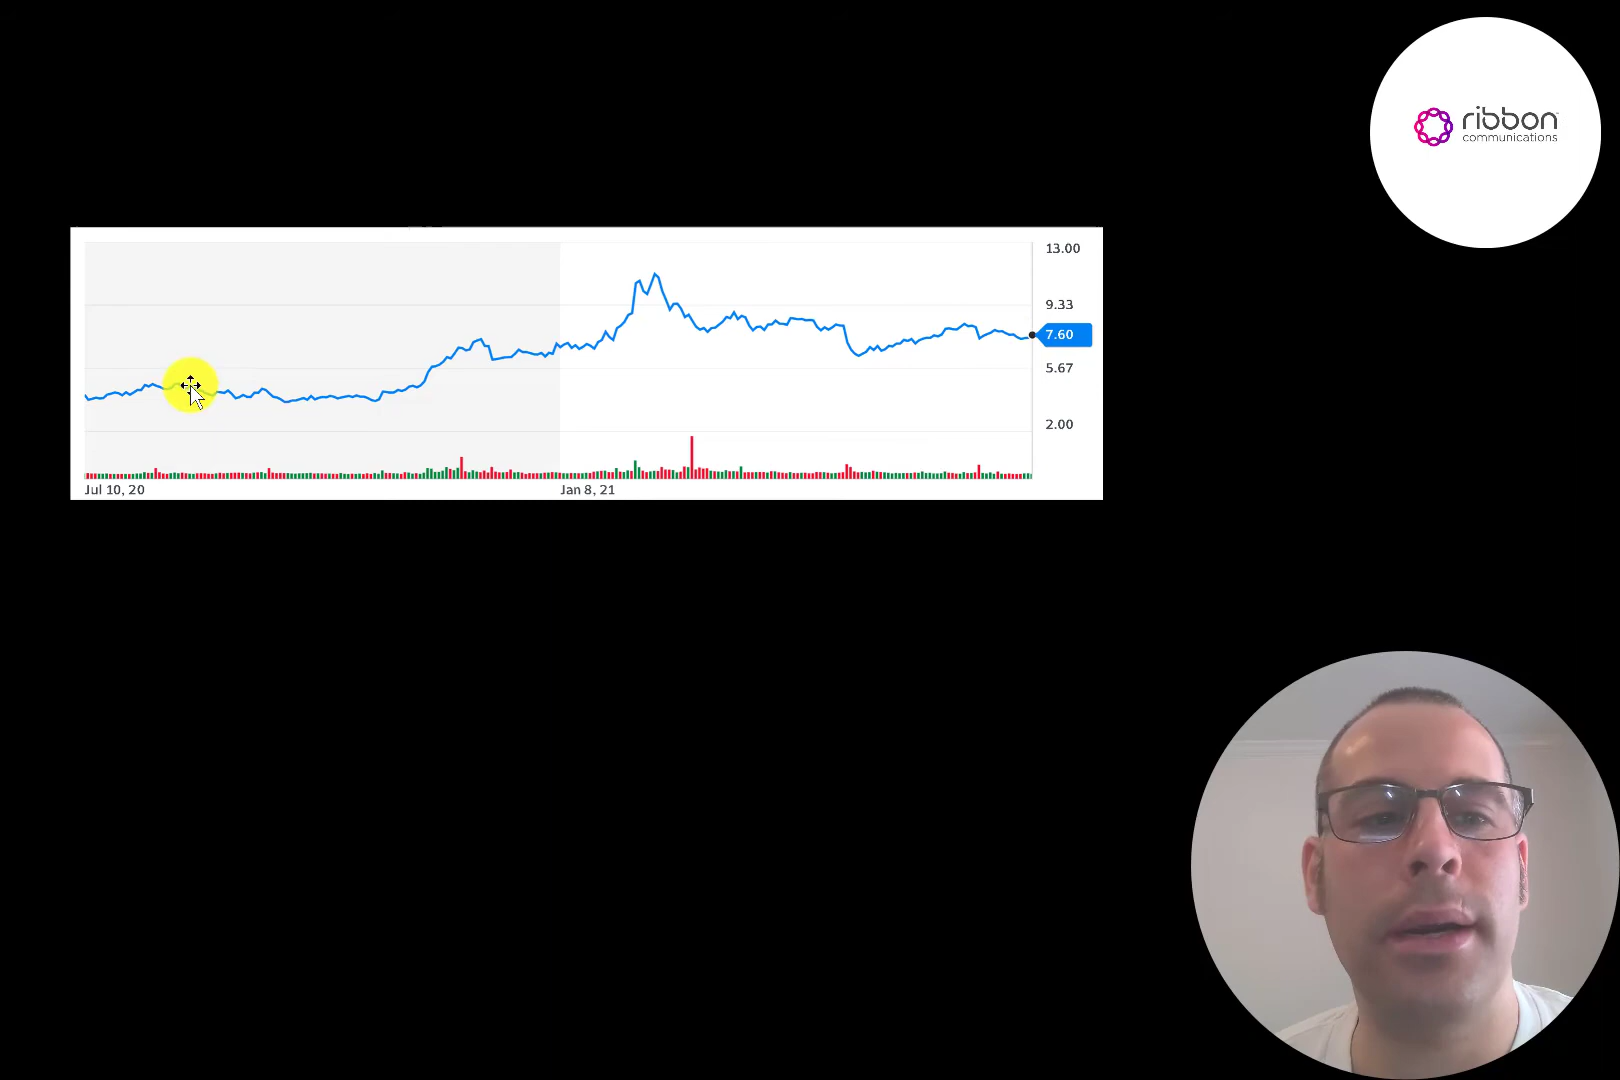 ribbon
communications
13.00
9.33
7.60
5.67
2.00
Jul 10, 20
Jan 8, 21